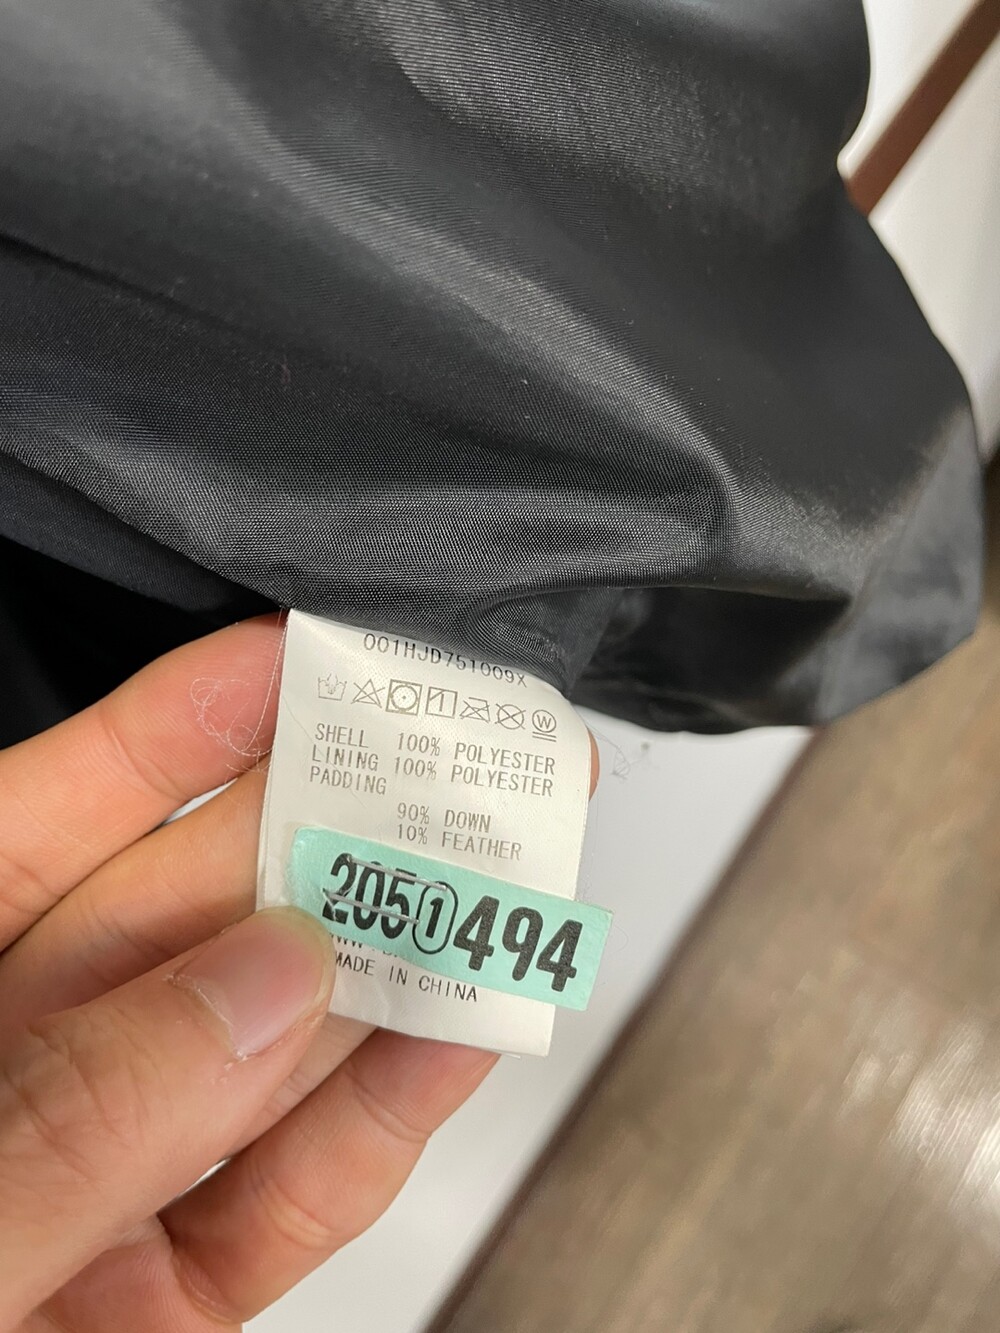 001HJD751009X
SHELL 100% POLYESTER
LINING 100% POLYESTER
PADDING
90% DOWN
10% FEATHER
205①494
MADE IN CHINA